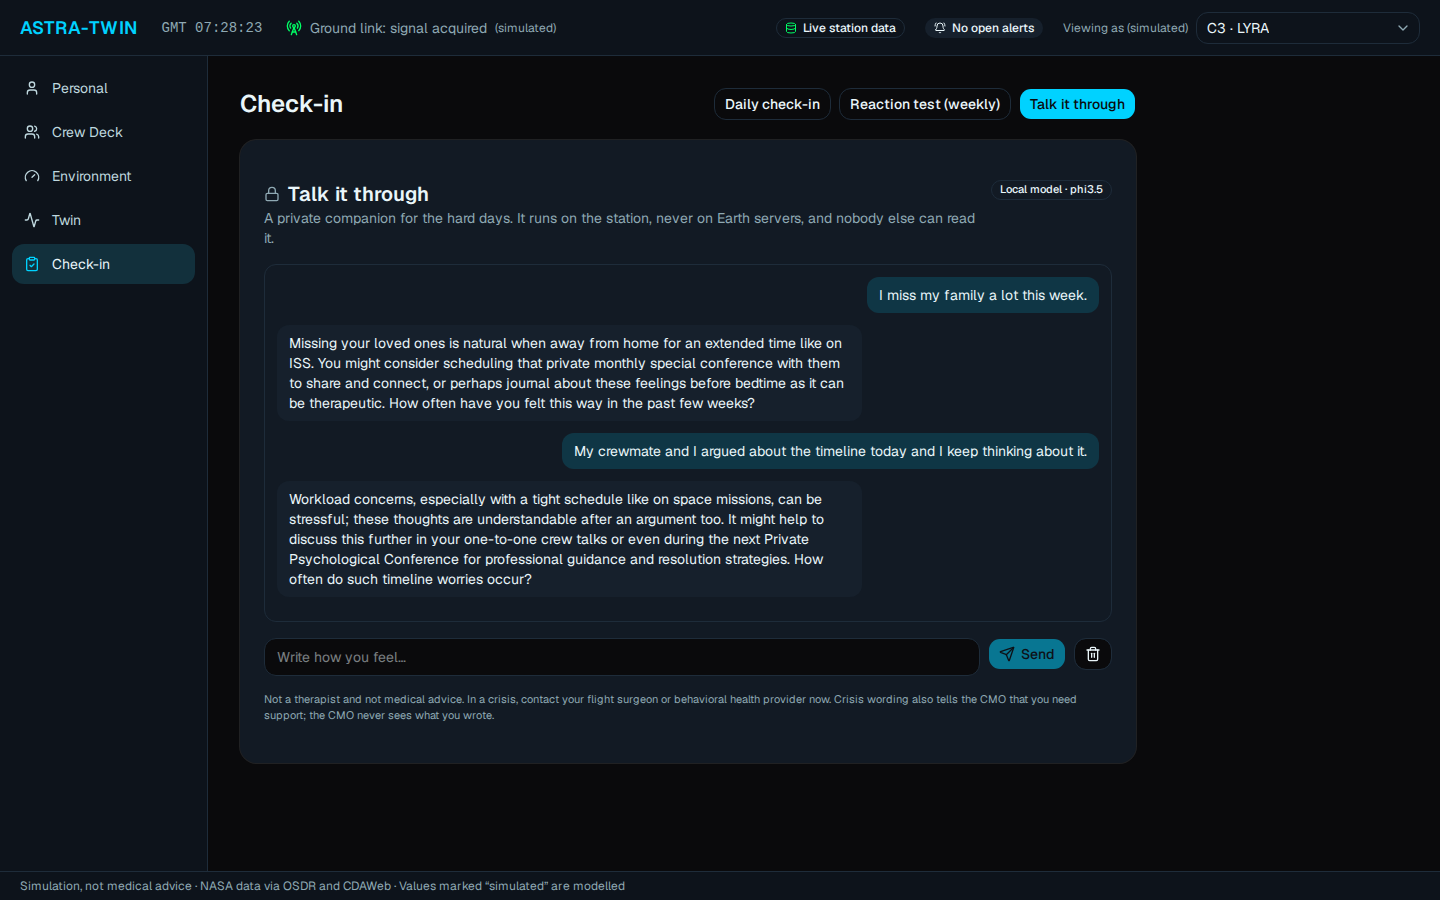 ASTRA-TWIN
GMT 07:28:23
Ground link: signal acquired (simulated)
Live station data
No open alerts
Viewing as (simulated)
C3 · LYRA
Personal
Crew Deck
Environment
Twin
Check-in
Check-in
Daily check-in
Reaction test (weekly)
Talk it through
Talk it through
Local model · phi3.5
A private companion for the hard days. It runs on the station, never on Earth servers, and nobody else can read
it.
I miss my family a lot this week.
Missing your loved ones is natural when away from home for an extended time like on
ISS. You might consider scheduling that private monthly special conference with them
to share and connect, or perhaps journal about these feelings before bedtime as it can
be therapeutic. How often have you felt this way in the past few weeks?
My crewmate and I argued about the timeline today and I keep thinking about it.
Workload concerns, especially with a tight schedule like on space missions, can be
stressful; these thoughts are understandable after an argument too. It might help to
discuss this further in your one-to-one crew talks or even during the next Private
Psychological Conference for professional guidance and resolution strategies. How
often do such timeline worries occur?
Write how you feel…
Send
Not a therapist and not medical advice. In a crisis, contact your flight surgeon or behavioral health provider now. Crisis wording also tells the CMO that you need
support; the CMO never sees what you wrote.
Simulation, not medical advice · NASA data via OSDR and CDAWeb · Values marked “simulated” are modelled